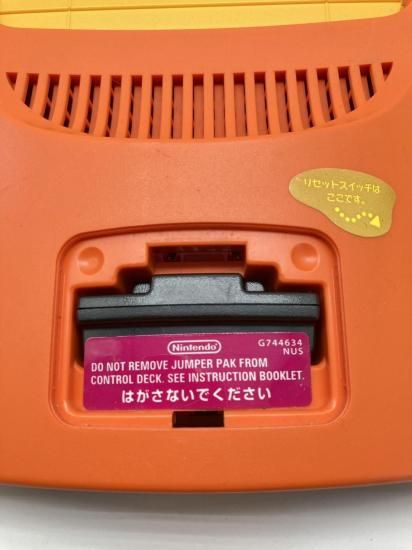 リセットスイッチは
ここです。
Nintendo
G744634
NUS
DO NOT REMOVE JUMPER PAK FROM
CONTROL DECK. SEE INSTRUCTION BOOKLET.
はがさないでください